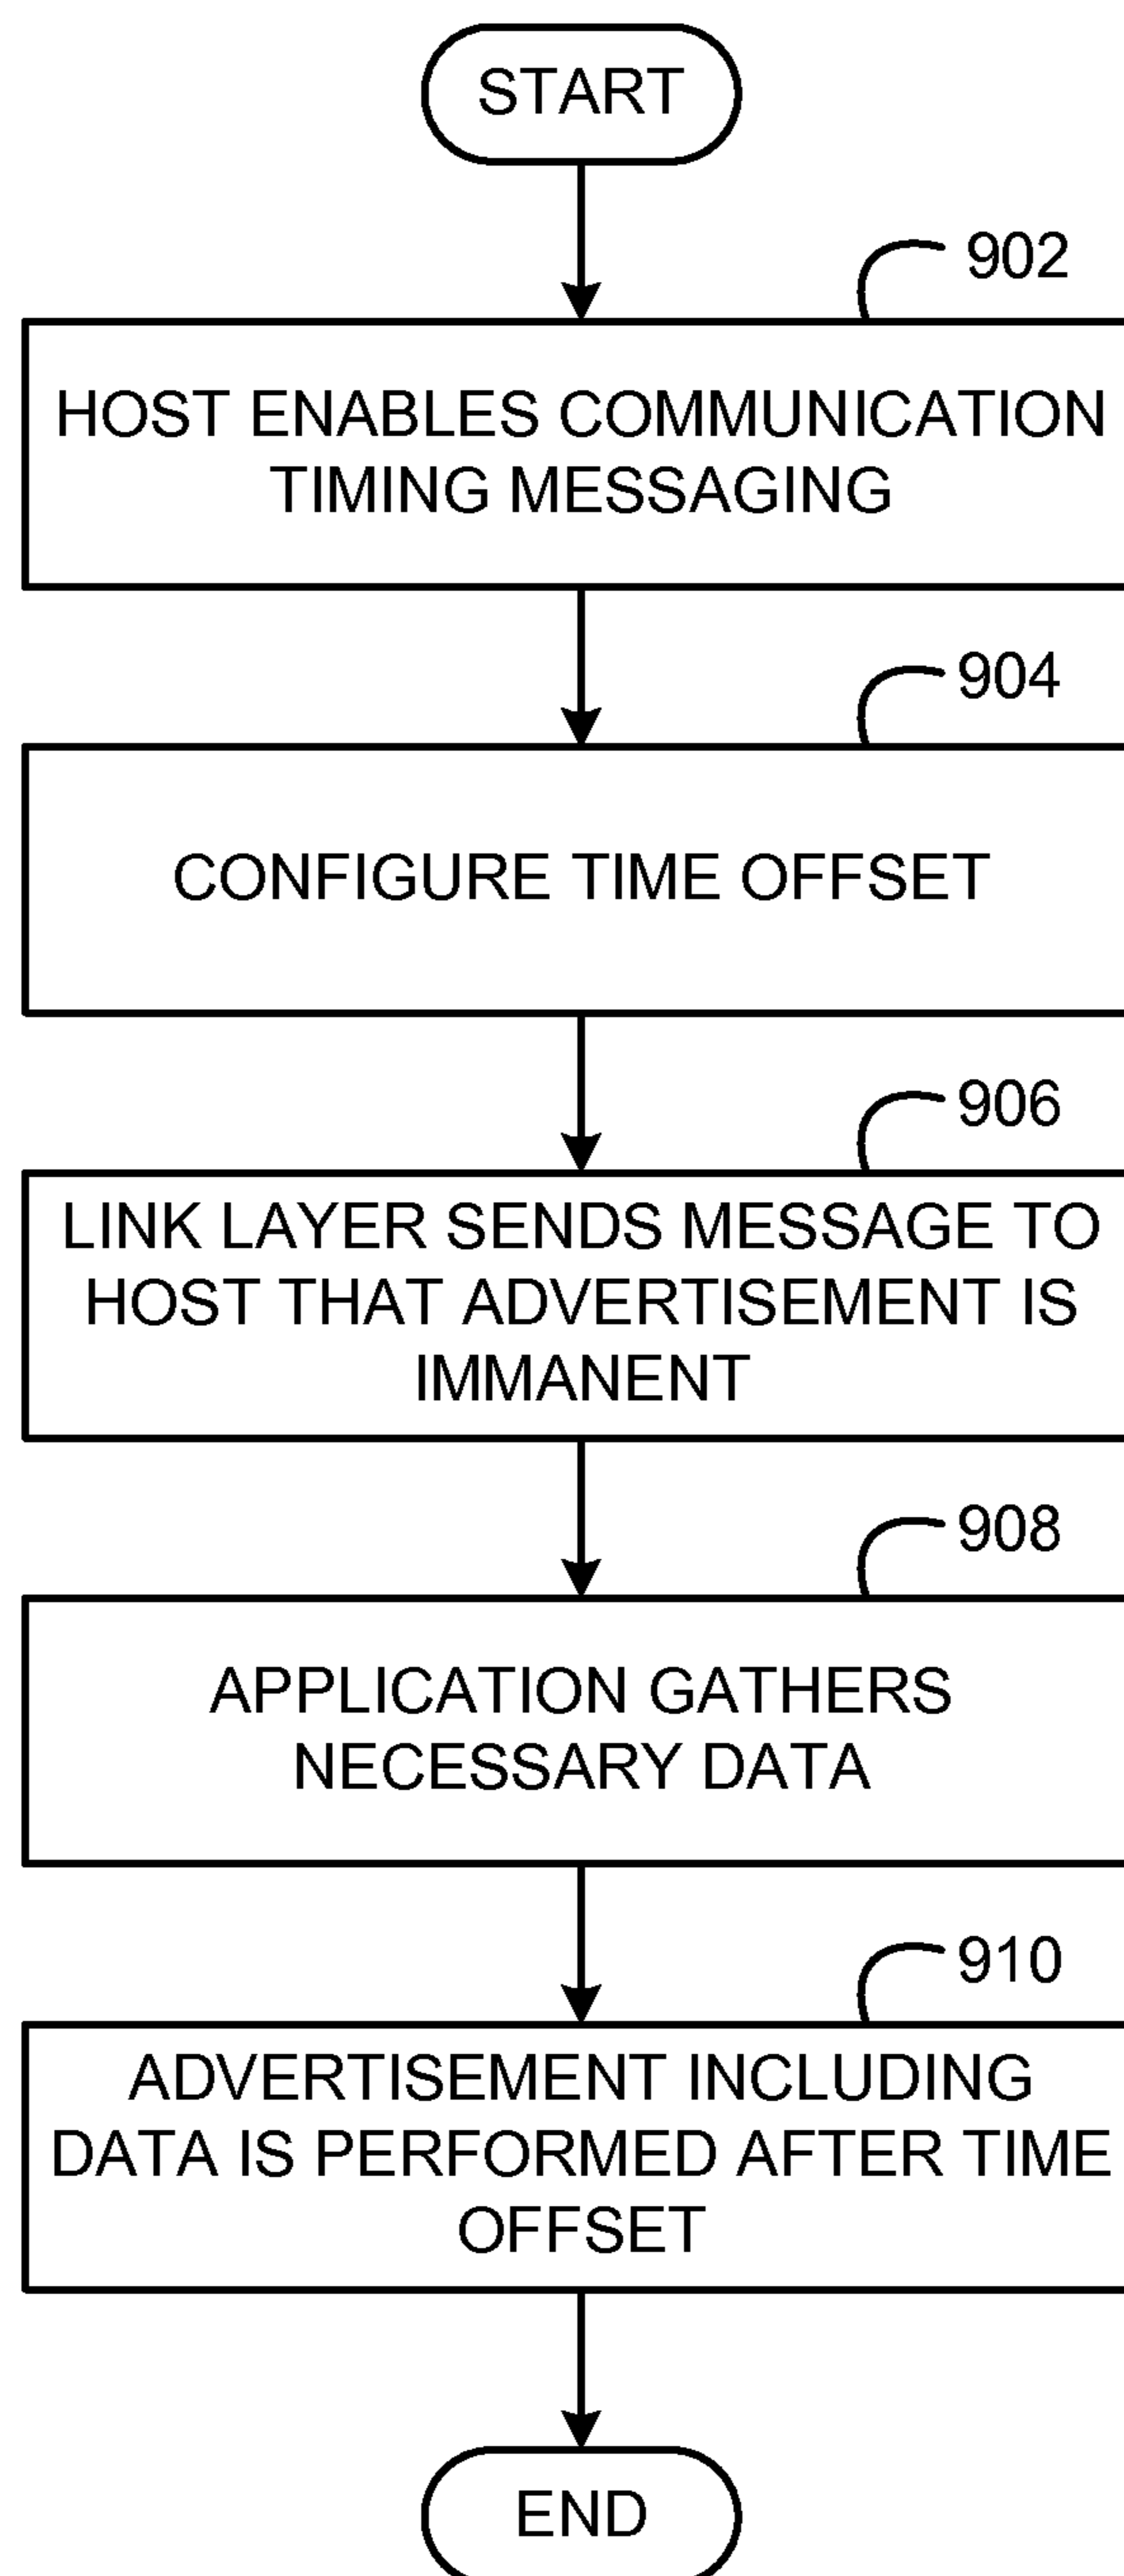 START
902
HOST ENABLES COMMUNICATION
TIMING MESSAGING
904
CONFIGURE TIME OFFSET
906
LINK LAYER SENDS MESSAGE TO
HOST THAT ADVERTISEMENT IS
IMMANENT
908
APPLICATION GATHERS
NECESSARY DATA
910
ADVERTISEMENT INCLUDING
DATA IS PERFORMED AFTER TIME
OFFSET
END